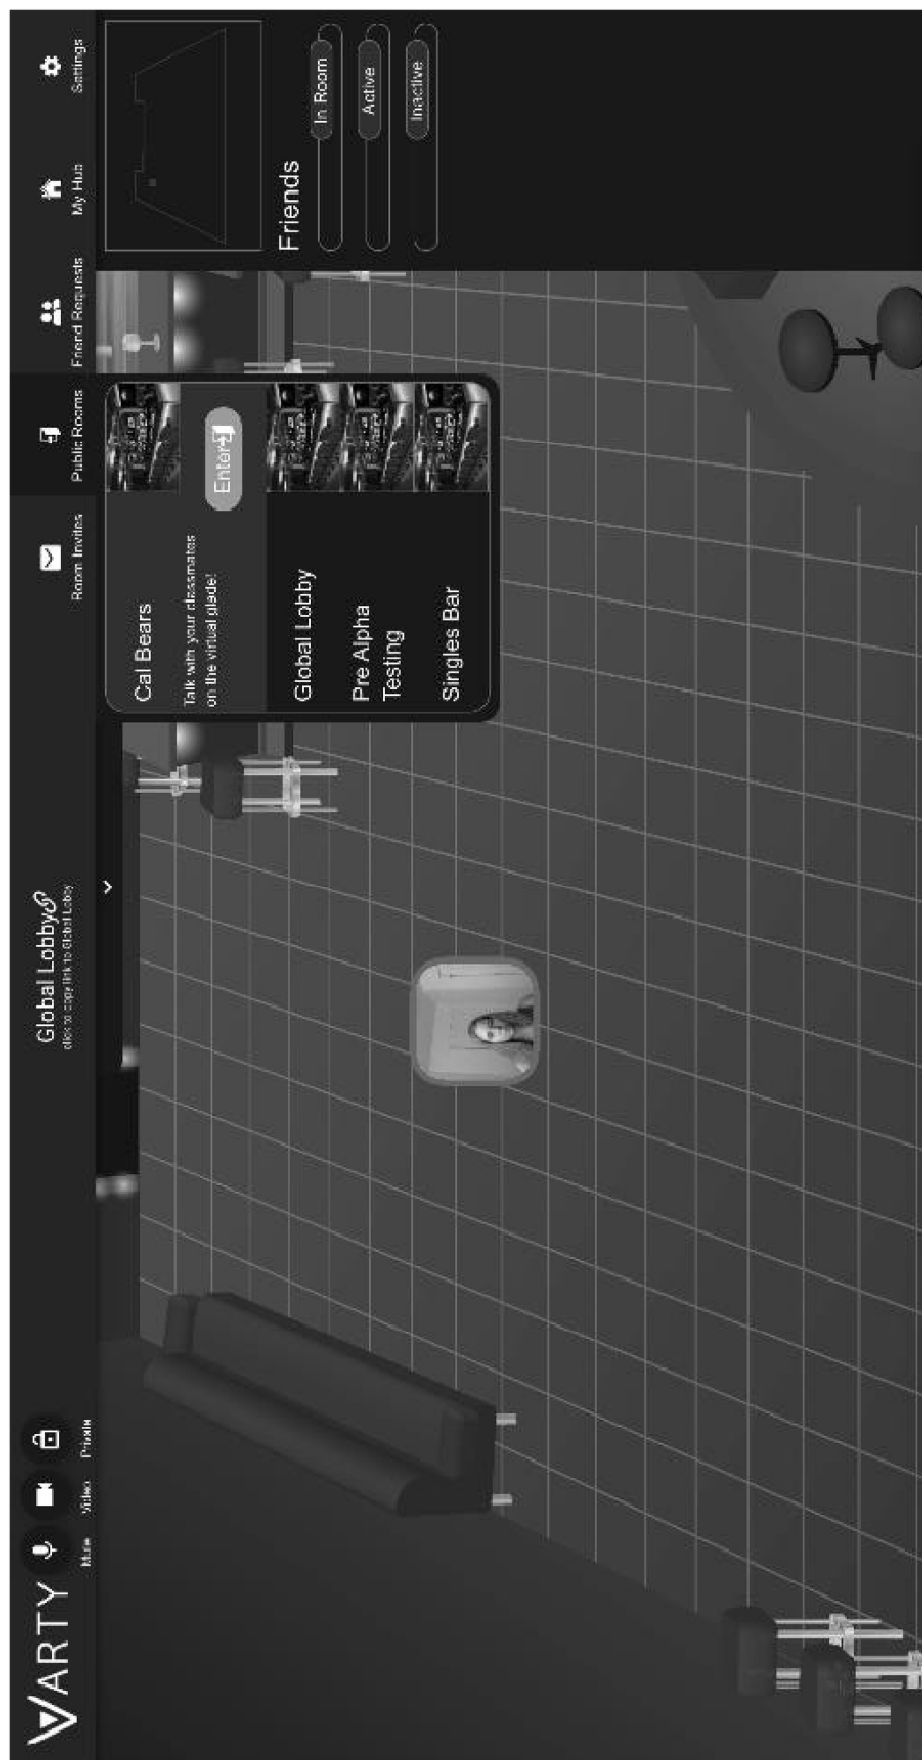 VARTY
Mute
Video
Private
Global Lobby
click to copy link to Global Lobby
Room Invites
Public Rooms
Friend Requests
My Hub
Settings
Cal Bears
Talk with your classmates
on the virtual glade!
Enter
Global Lobby
Pre Alpha
Testing
Singles Bar
Friends
In Room
Active
Inactive